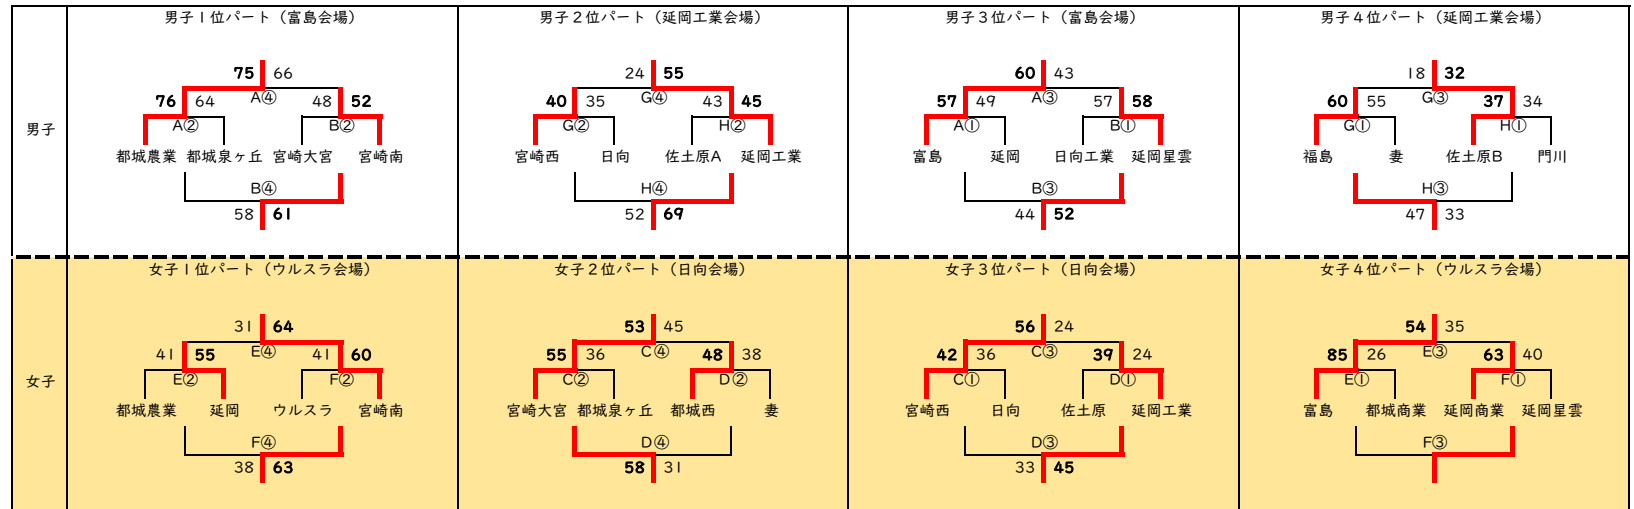 男子１位パート（富島会場） 男子２位パート（延岡工業会場） 男子３位パート（富島会場） 男子４位パート（延岡工業会場）
75 66 24 55 60 43 18 32
A④ G④ A③ G③
76 64 48 52 40 35 43 45 57 49 57 58 60 55 37 34
A② B② G② H② A① B① G① H①
男子
都城農業 都城泉ヶ丘 宮崎大宮 宮崎南 宮崎西 日向 佐土原A 延岡工業 富島 延岡 日向工業 延岡星雲 福島 妻 佐土原B 門川
B④ H④ B③ H③
58 61 52 69 44 52 47 33
女子１位パート（ウルスラ会場） 女子２位パート（日向会場） 女子３位パート（日向会場） 女子４位パート（ウルスラ会場）
31 64 53 45 56 24 54 35
E④ C④ C③ E③
41 55 41 60 55 36 48 38 42 36 39 24 85 26 63 40
E② F② C② D② C① D① E① F①
女子
都城農業 延岡 ウルスラ 宮崎南 宮崎大宮 都城泉ヶ丘 都城西 妻 宮崎西 日向 佐土原 延岡工業 富島 都城商業 延岡商業 延岡星雲
F④ D④ D③ F③
38 63 58 31 33 45